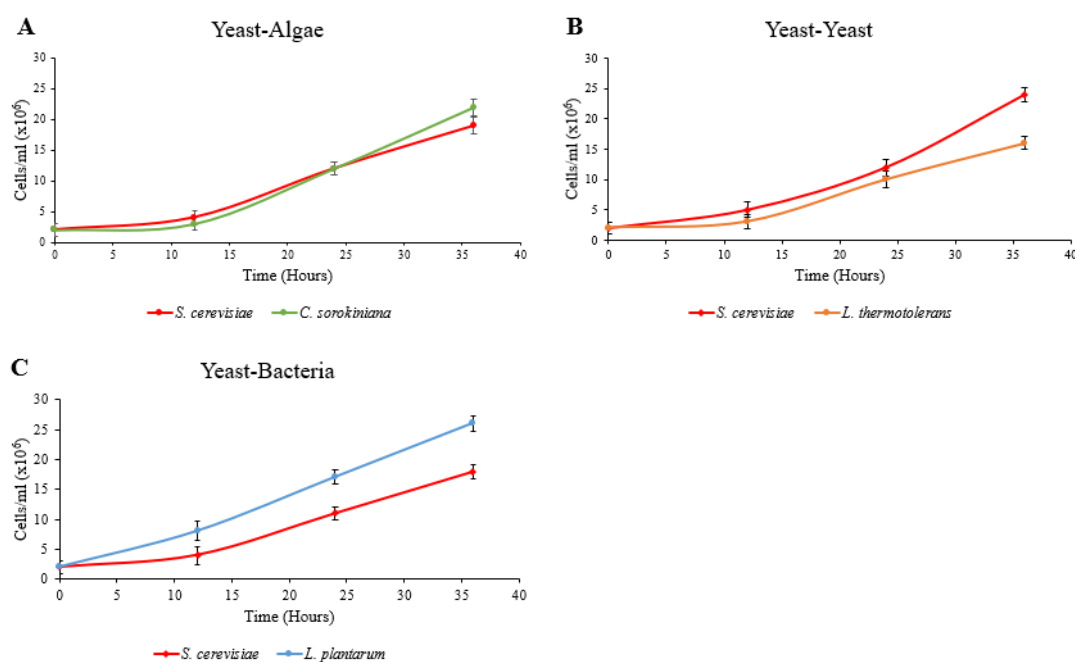 A
Yeast-Algae
Cells/ml (x10⁶)
30
25
20
15
10
5
0
0 5 10 15 20 25 30 35 40
Time (Hours)
S. cerevisiae C. sorokiniana
B
Yeast-Yeast
Cells/ml (x10⁶)
30
25
20
15
10
5
0
0 5 10 15 20 25 30 35 40
Time (Hours)
S. cerevisiae L. thermotolerans
C
Yeast-Bacteria
Cells/ml (x10⁶)
30
25
20
15
10
5
0
0 5 10 15 20 25 30 35 40
Time (Hours)
S. cerevisiae L. plantarum